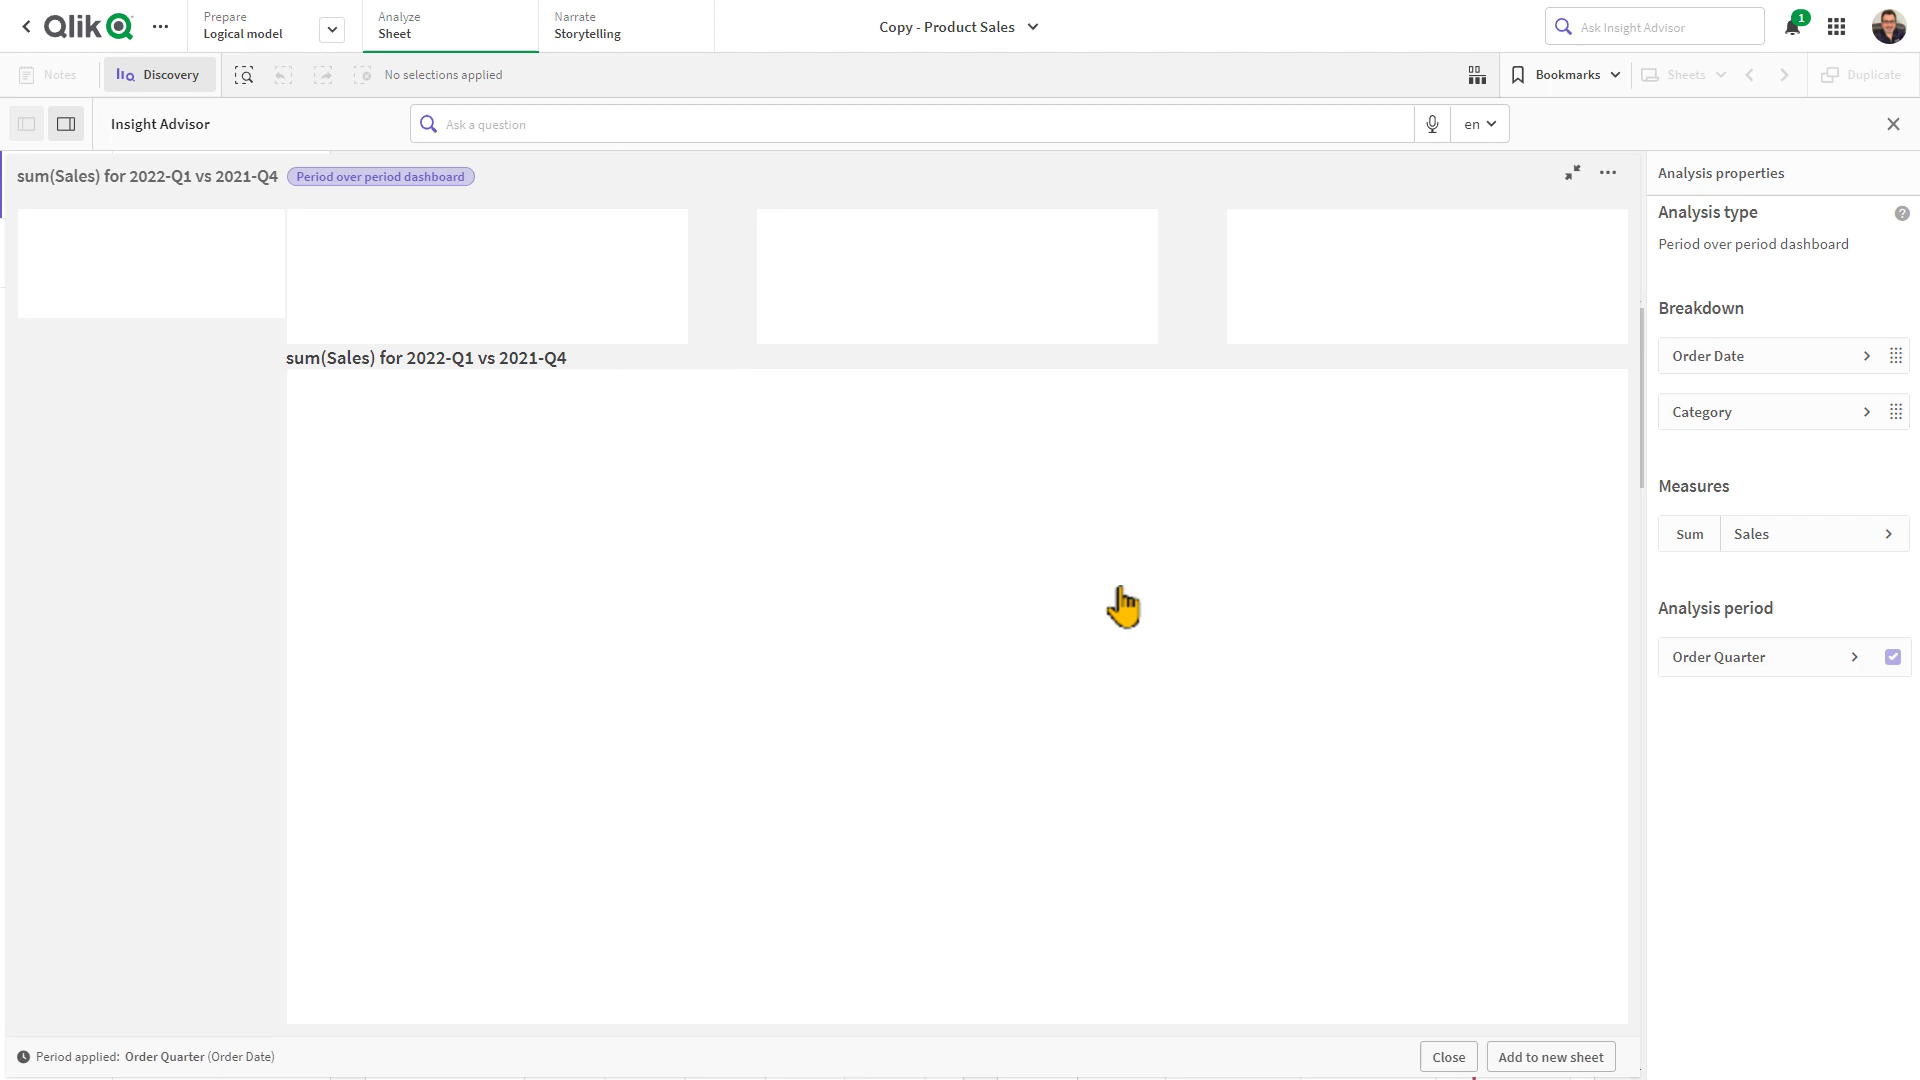 Qlik
Prepare
Logical model
Analyze
Sheet
Narrate
Storytelling
Copy - Product Sales
Ask Insight Advisor
1
Notes
Discovery
No selections applied
Bookmarks
Sheets
Duplicate
Insight Advisor
Ask a question
en
sum(Sales) for 2022-Q1 vs 2021-Q4
Period over period dashboard
Analysis properties
Analysis type
?
Period over period dashboard
Breakdown
Order Date
Category
Measures
Sum
Sales
Analysis period
Order Quarter
sum(Sales) for 2022-Q1 vs 2021-Q4
Period applied: Order Quarter (Order Date)
Close
Add to new sheet